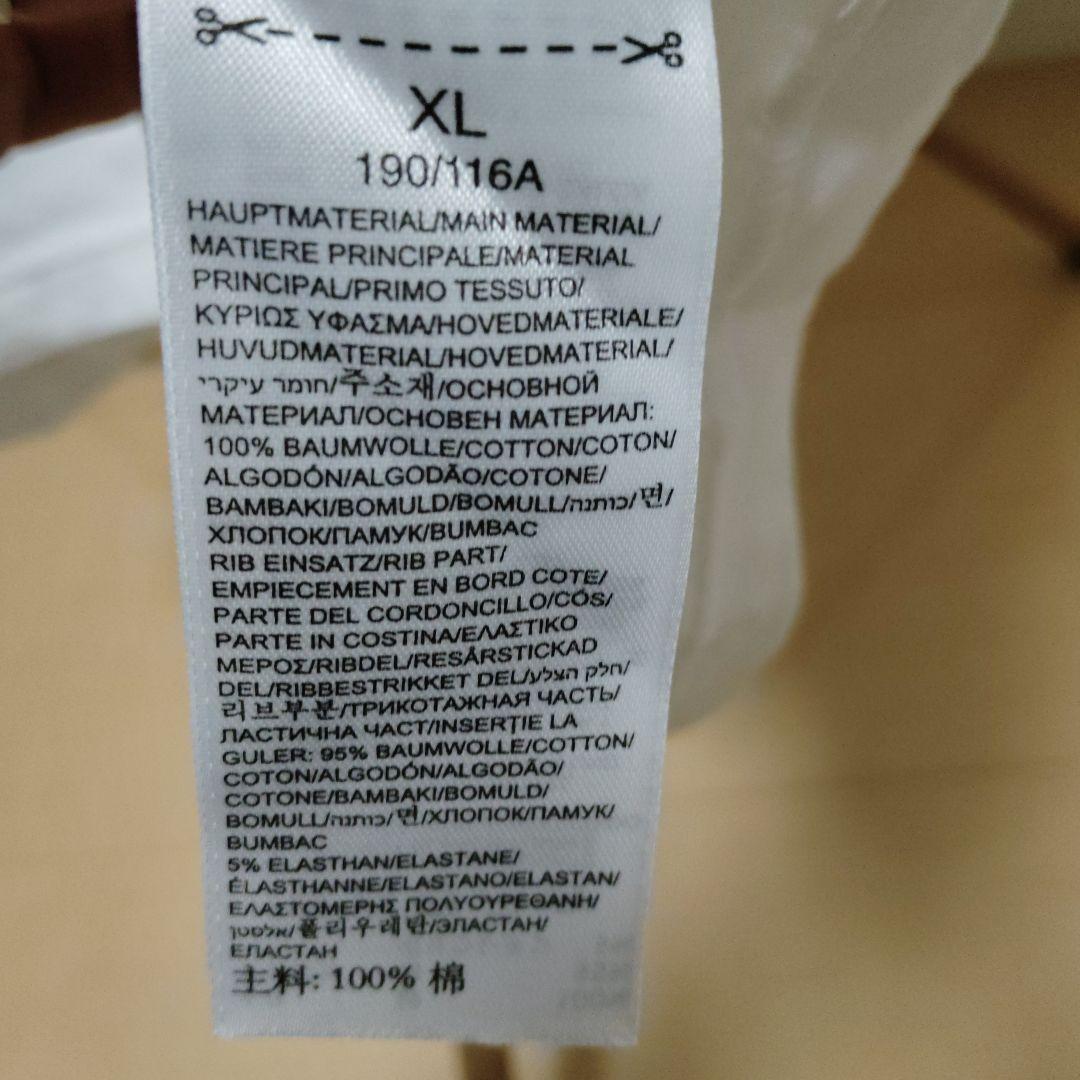 XL
190/116A
HAUPTMATERIAL/MAIN MATERIAL/
MATIERE PRINCIPALE/MATERIAL
PRINCIPAL/PRIMO TESSUTO/
ΚΥΡΙΩΣ ΥΦΑΣΜΑ/HOVEDMATERIALE/
HUVUDMATERIAL/HOVEDMATERIAL/
חומר עיקרי/주소재/ОСНОВНОЙ
МАТЕРИАЛ/ОСНОВЕН МАТЕРИАЛ:
100% BAUMWOLLE/COTTON/COTON/
ALGODÓN/ALGODÃO/COTONE/
BAMBAKI/BOMULD/BOMULL/כותנה/면/
ХЛОПОК/ПАМУК/BUMBAC
RIB EINSATZ/RIB PART/
EMPIECEMENT EN BORD COTE/
PARTE DEL CORDONCILLO/CÓS/
PARTE IN COSTINA/ΕΛΑΣΤΙΚΟ
ΜΕΡΟΣ/RIBDEL/RESÅRSTICKAD
DEL/RIBBESTRIKKET DEL/חלק הצלע/
리브부분/ТРИКОТАЖНАЯ ЧАСТЬ/
ЛАСТИЧНА ЧАСТ/INSERŢIE LA
GULER: 95% BAUMWOLLE/COTTON/
COTON/ALGODÓN/ALGODÃO/
COTONE/BAMBAKI/BOMULD/
BOMULL/כותנה/면/ХЛОПОК/ПАМУК/
BUMBAC
5% ELASTHAN/ELASTANE/
ÉLASTHANNE/ELASTANO/ELASTAN/
ΕΛΑΣΤΟΜΕΡΗΣ ΠΟΛΥΟΥΡΕΘΑΝΗ/
אלסטן/폴리우레탄/ЭЛАСТАН/
ЕЛАСТАН
主料: 100% 棉